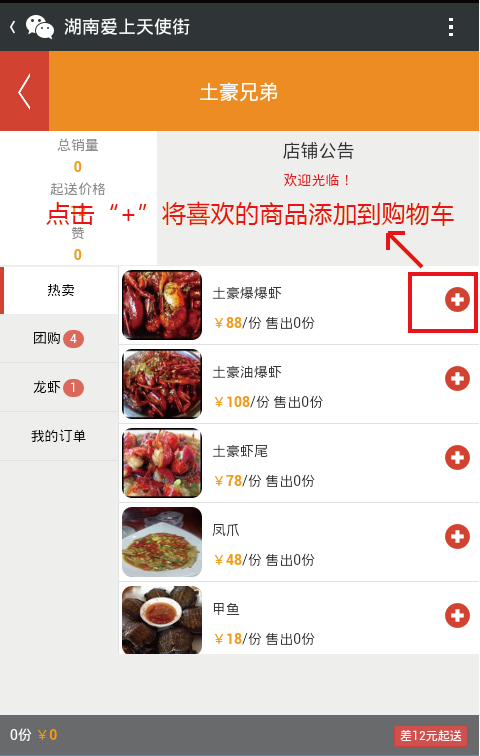 湖南爱上天使街
土豪兄弟
总销量
0
起送价格
赞
0
店铺公告
欢迎光临！
点击“+”将喜欢的商品添加到购物车
热卖
团购 4
龙虾 1
我的订单
土豪爆爆虾
￥88/份 售出0份
土豪油爆虾
￥108/份 售出0份
土豪虾尾
￥78/份 售出0份
凤爪
￥48/份 售出0份
甲鱼
￥18/份 售出0份
0份 ￥0
差12元起送